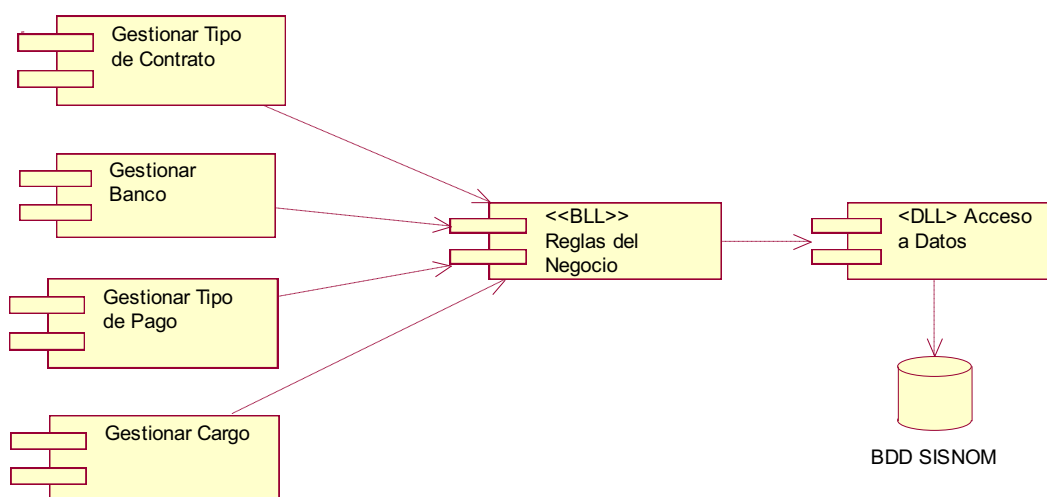 Gestionar Tipo
de Contrato
Gestionar
Banco
Gestionar Tipo
de Pago
Gestionar Cargo
<<BLL>>
Reglas del
Negocio
<DLL> Acceso
a Datos
BDD SISNOM